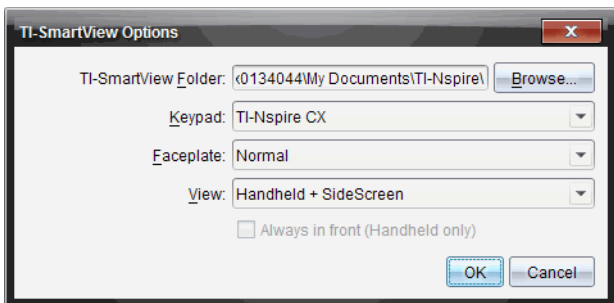 TI-SmartView Options
TI-SmartView Folder: x0134044\My Documents\TI-Nspire\ Browse...
Keypad: TI-Nspire CX
Faceplate: Normal
View: Handheld + SideScreen
Always in front (Handheld only)
OK Cancel